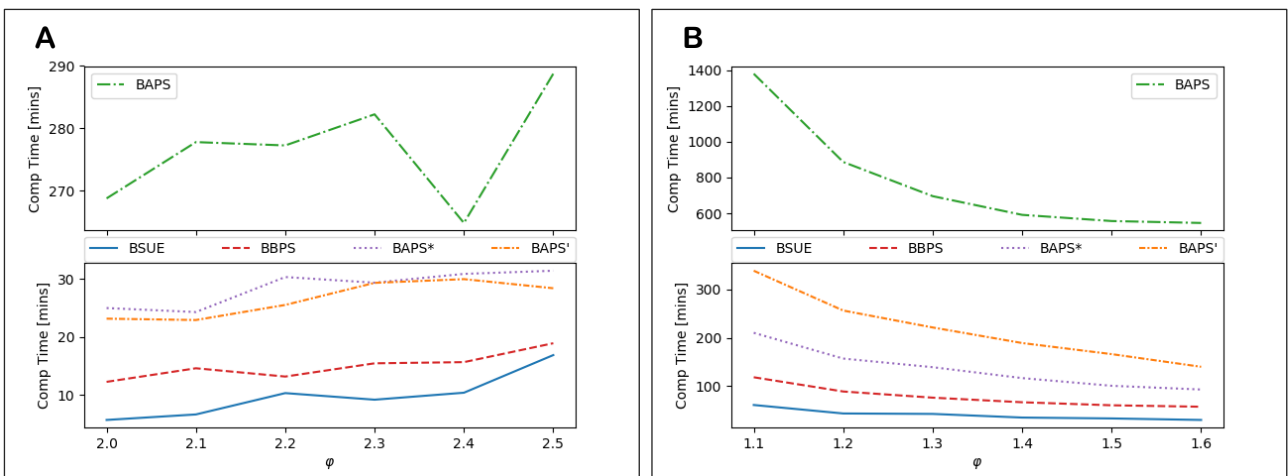 A
Comp Time [mins]
290
280
270
BAPS
BSUE BBPS BAPS* BAPS'
Comp Time [mins]
30
20
10
2.0 2.1 2.2 2.3 2.4 2.5
φ
B
Comp Time [mins]
1400
1200
1000
800
600
BAPS
BSUE BBPS BAPS* BAPS'
Comp Time [mins]
300
200
100
1.1 1.2 1.3 1.4 1.5 1.6
φ